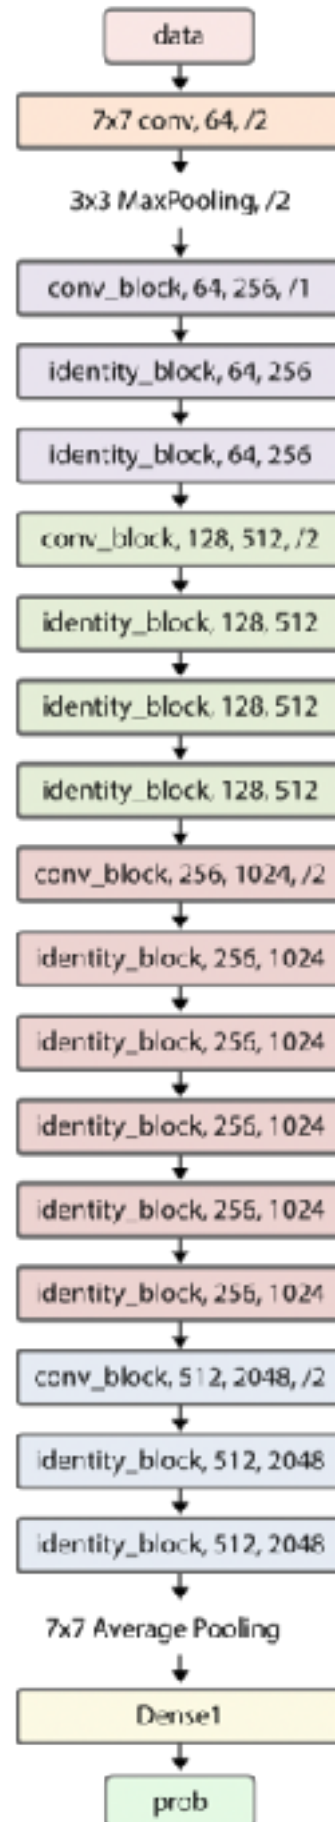 data
7x7 conv, 64, /2
3x3 MaxPooling, /2
conv_block, 64, 256, /1
identity_block, 64, 256
identity_block, 64, 256
conv_block, 128, 512, /2
identity_block, 128, 512
identity_block, 128, 512
identity_block, 128, 512
conv_block, 256, 1024, /2
identity_block, 256, 1024
identity_block, 256, 1024
identity_block, 256, 1024
identity_block, 256, 1024
identity_block, 256, 1024
conv_block, 512, 2048, /2
identity_block, 512, 2048
identity_block, 512, 2048
7x7 Average Pooling
Dense1
prob